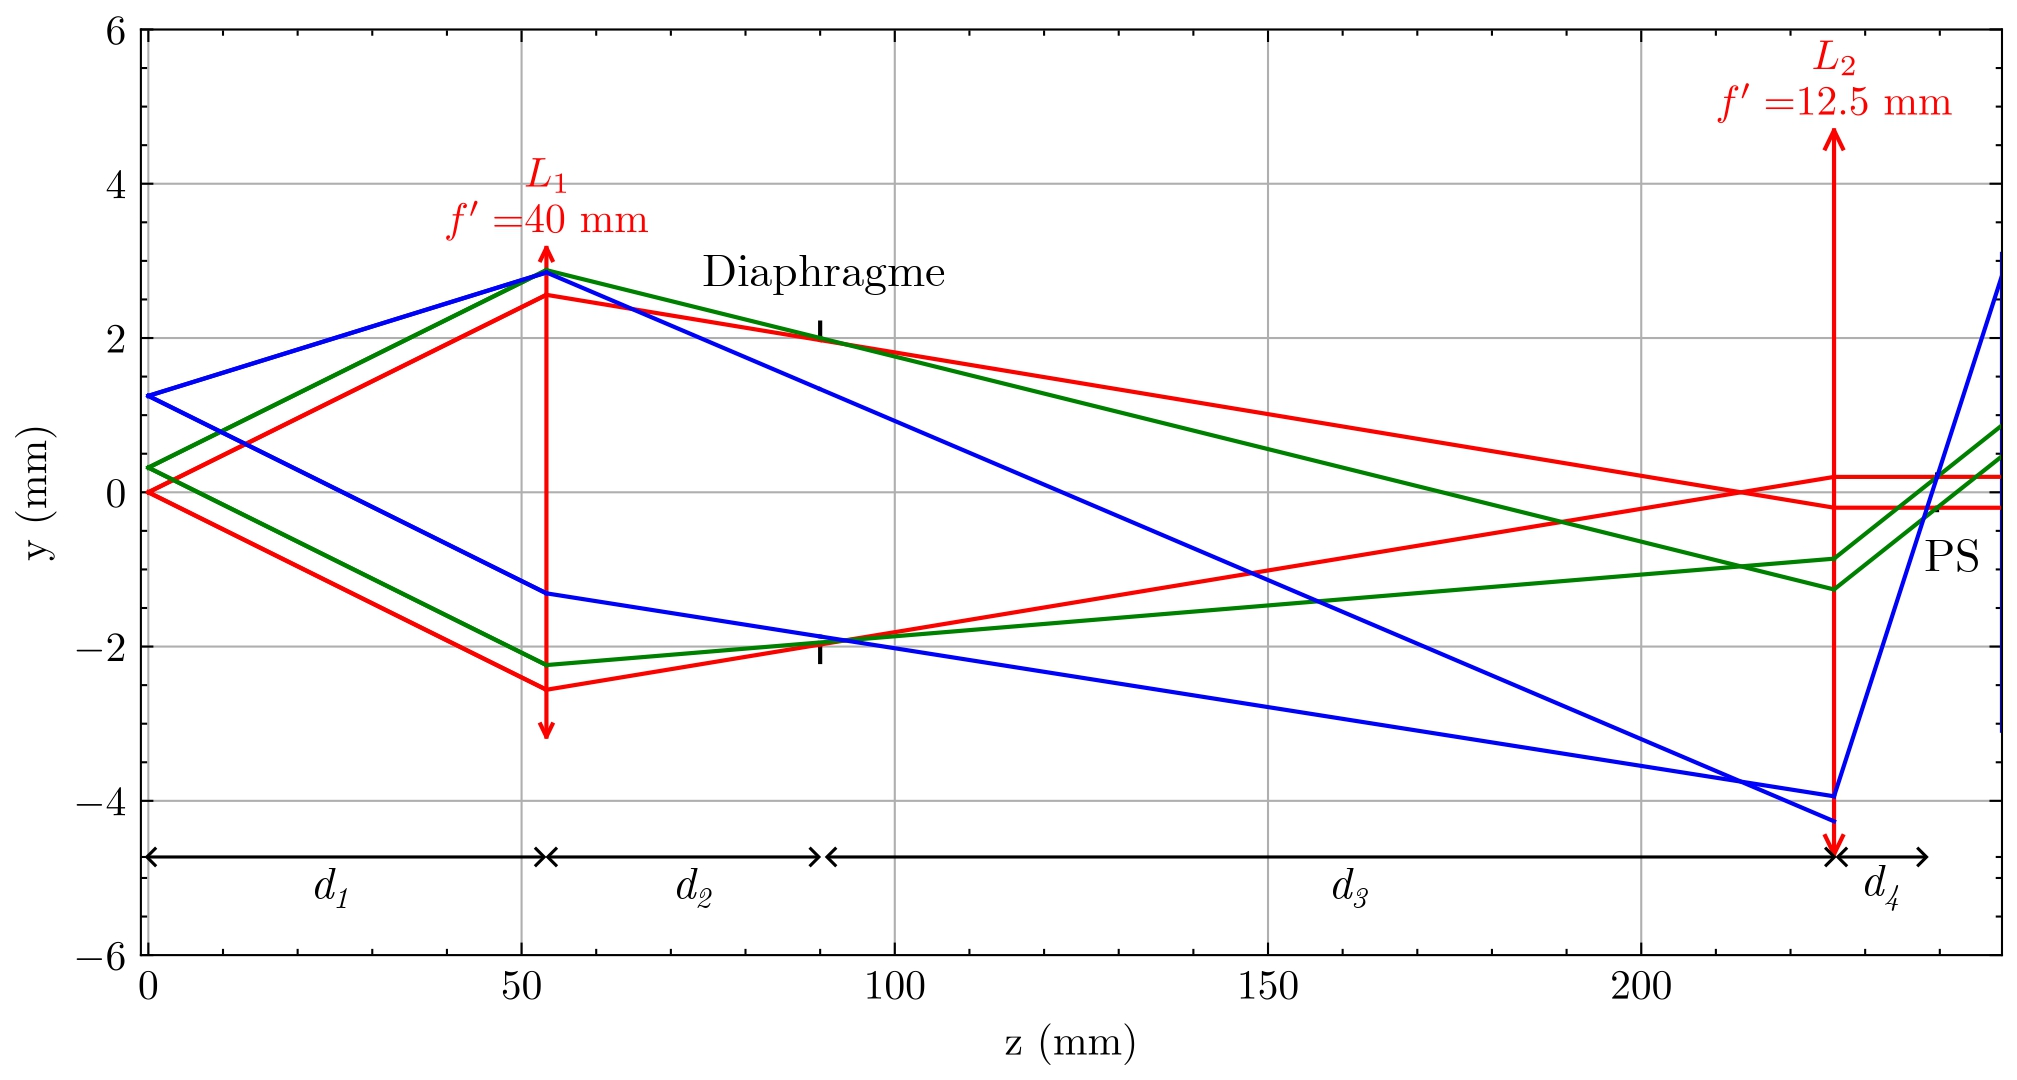 6
4
2
0
−2
−4
−6
y (mm)
L₁
f′ =40 mm
Diaphragme
L₂
f′ =12.5 mm
PS
d₁
d₂
d₃
d₄
0
50
100
150
200
z (mm)